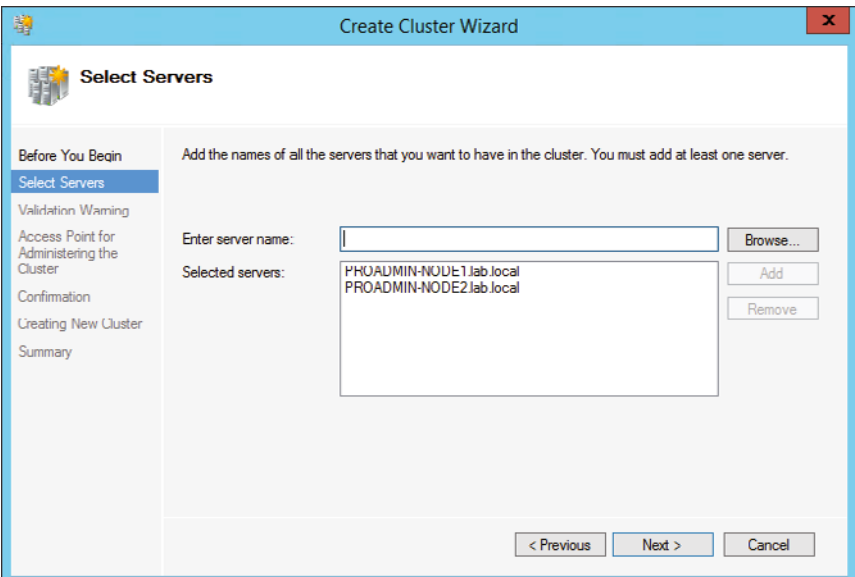 Create Cluster Wizard
x
Select Servers
Before You Begin
Select Servers
Validation Warning
Access Point for
Administering the
Cluster
Confirmation
Creating New Cluster
Summary
Add the names of all the servers that you want to have in the cluster. You must add at least one server.
Enter server name:
Browse...
Selected servers:
PROADMIN-NODE1.lab.local
PROADMIN-NODE2.lab.local
Add
Remove
< Previous
Next >
Cancel